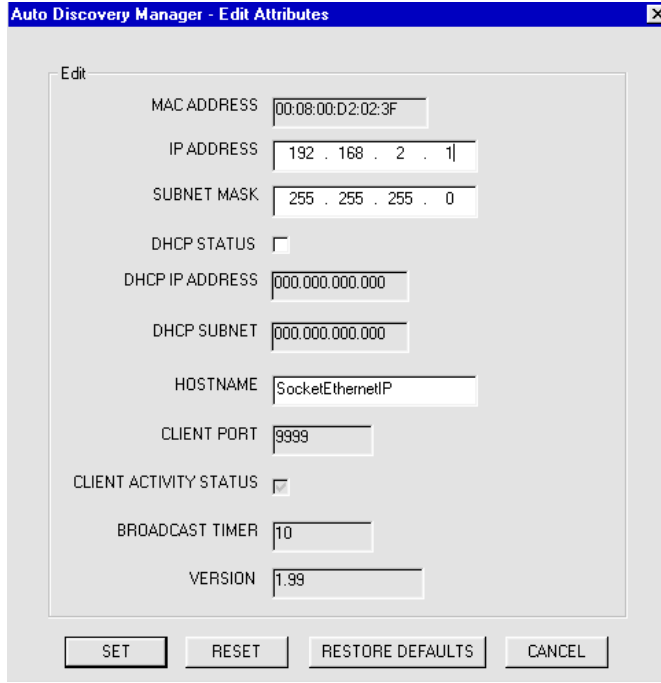 Auto Discovery Manager - Edit Attributes
Edit
MAC ADDRESS 00:08:00:D2:02:3F
IP ADDRESS 192 . 168 . 2 . 1
SUBNET MASK 255 . 255 . 255 . 0
DHCP STATUS
DHCP IP ADDRESS 000.000.000.000
DHCP SUBNET 000.000.000.000
HOSTNAME SocketEthernetIP
CLIENT PORT 9999
CLIENT ACTIVITY STATUS
BROADCAST TIMER 10
VERSION 1.99
SET RESET RESTORE DEFAULTS CANCEL